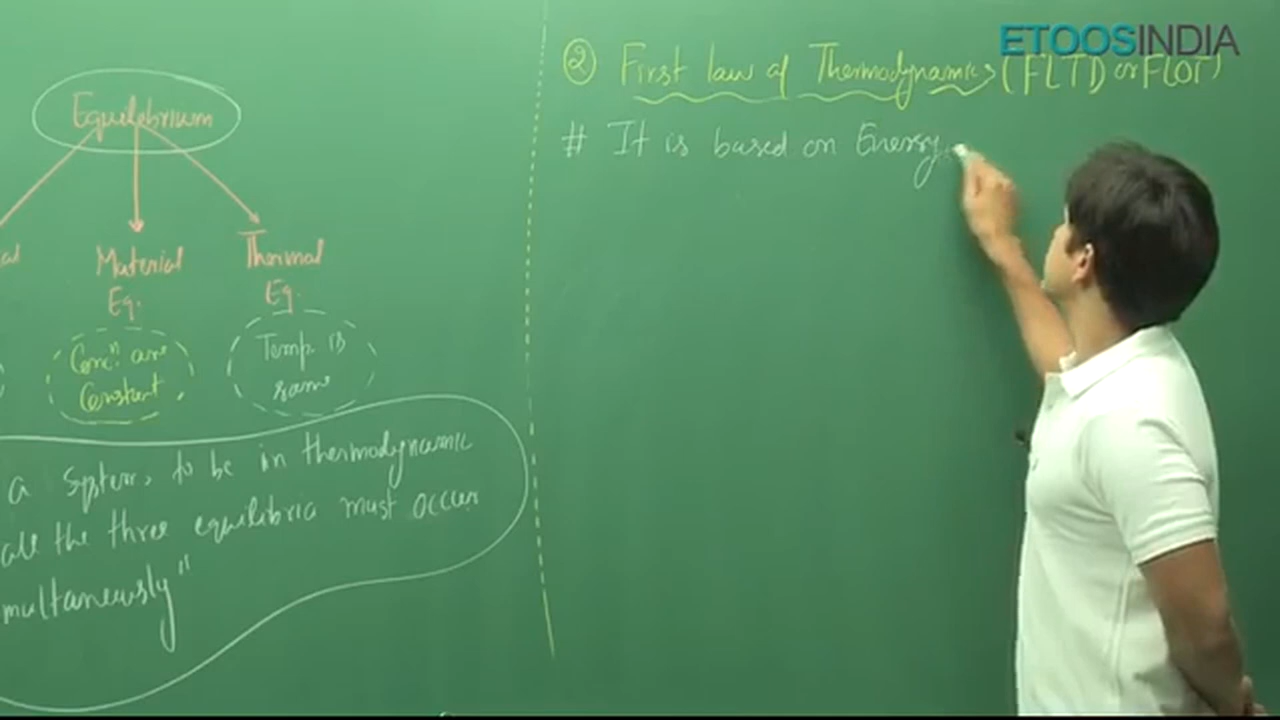 Equilibrium
al
Material
Eq.
Thermal
Eq.
Concn are
Constant
Temp. is
same
a system, to be in thermodynamic
all the three equilibria must occur
multaneously"
ETOOSINDIA
② First law of Thermodynamics (FLTD or FLOT)
# It is based on Energy